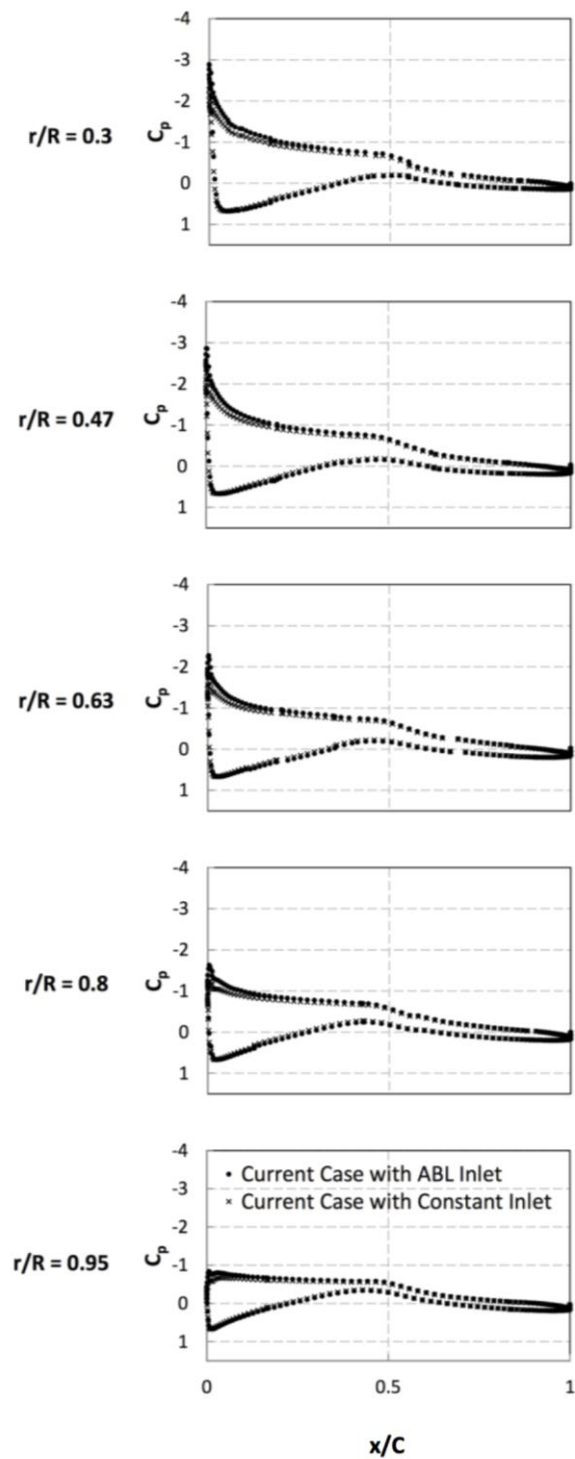 -4
-3
-2
r/R = 0.3
Cp
-1
0
1
-4
-3
-2
r/R = 0.47
Cp
-1
0
1
-4
-3
-2
r/R = 0.63
Cp
-1
0
1
-4
-3
-2
r/R = 0.8
Cp
-1
0
1
-4
• Current Case with ABL Inlet
-3
× Current Case with Constant Inlet
-2
r/R = 0.95
Cp
-1
0
1
0 0.5 1
x/C